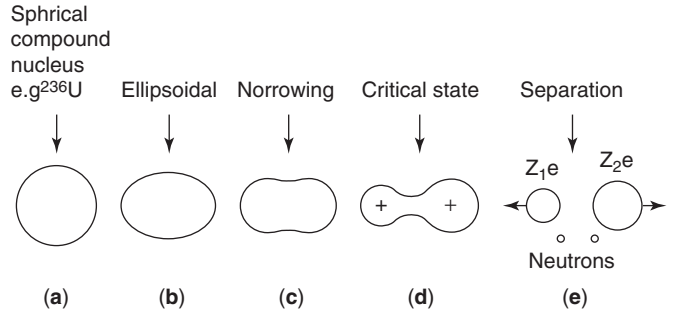 Sphrical
compound
nucleus
e.g²³⁶U
Ellipsoidal
Norrowing
Critical state
Separation
+
+
Z₁e
Z₂e
Neutrons
(a)
(b)
(c)
(d)
(e)